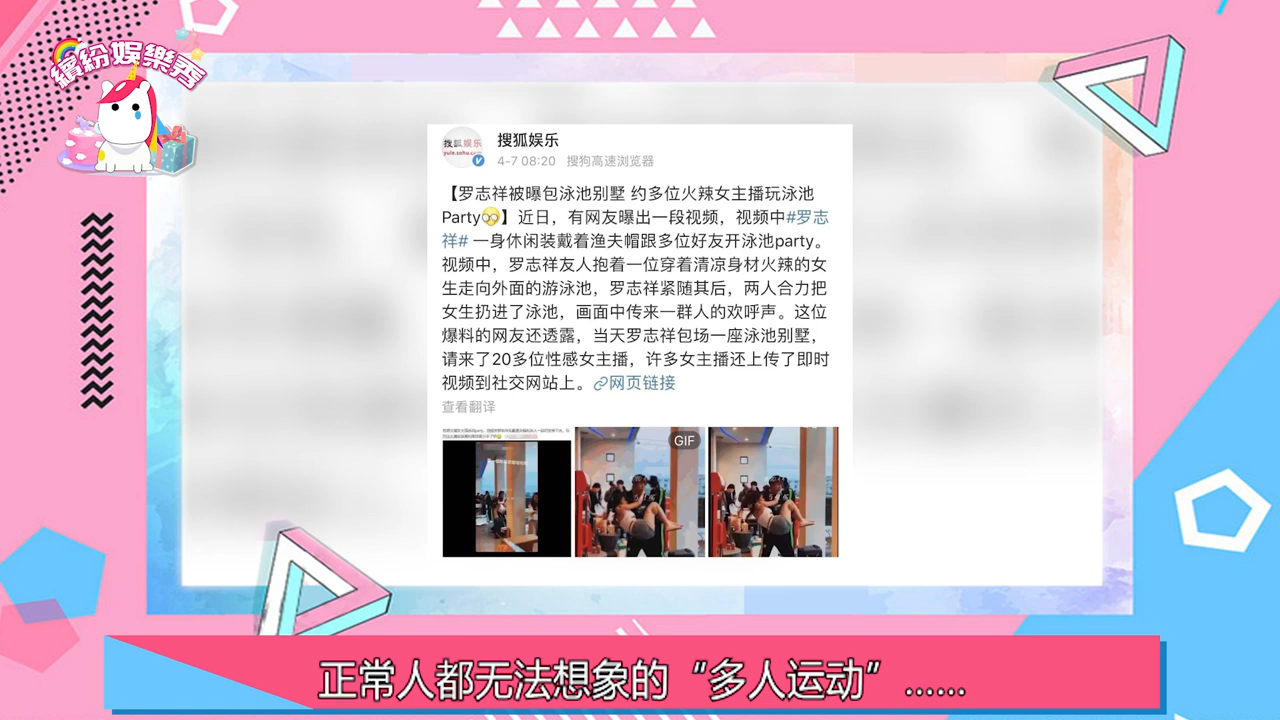 繽紛娛樂秀
搜狐娱乐
yule.sohu.com
搜狐娱乐
4-7 08:20 搜狗高速浏览器
【罗志祥被曝包泳池别墅 约多位火辣女主播玩泳池
Party】近日，有网友曝出一段视频，视频中#罗志
祥# 一身休闲装戴着渔夫帽跟多位好友开泳池party。
视频中，罗志祥友人抱着一位穿着清凉身材火辣的女
生走向外面的游泳池，罗志祥紧随其后，两人合力把
女生扔进了泳池，画面中传来一群人的欢呼声。这位
爆料的网友还透露，当天罗志祥包场一座泳池别墅，
请来了20多位性感女主播，许多女主播还上传了即时
视频到社交网站上。网页链接
查看翻译
GIF
正常人都无法想象的“多人运动”……